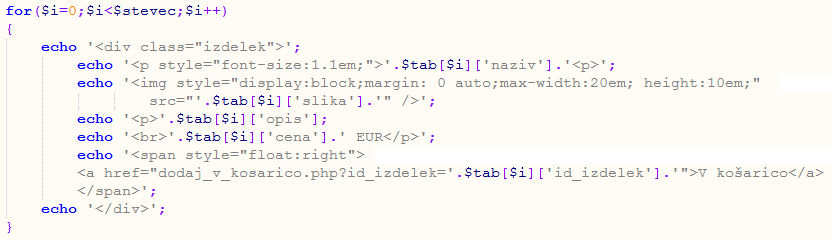 for($i=0;$i<$stevec;$i++)
{
echo '<div class="izdelek">';
echo '<p style="font-size:1.1em;">'.$tab[$i]['naziv'].'<p>';
echo '<img style="display:block;margin: 0 auto;max-width:20em; height:10em;"
src="'.$tab[$i]['slika'].'" />';
echo '<p>'.$tab[$i]['opis'];
echo '<br>'.$tab[$i]['cena'].' EUR</p>';
echo '<span style="float:right">
<a href="dodaj_v_kosarico.php?id_izdelek='.$tab[$i]['id_izdelek'].'">V košarico</a>
</span>';
echo '</div>';
}